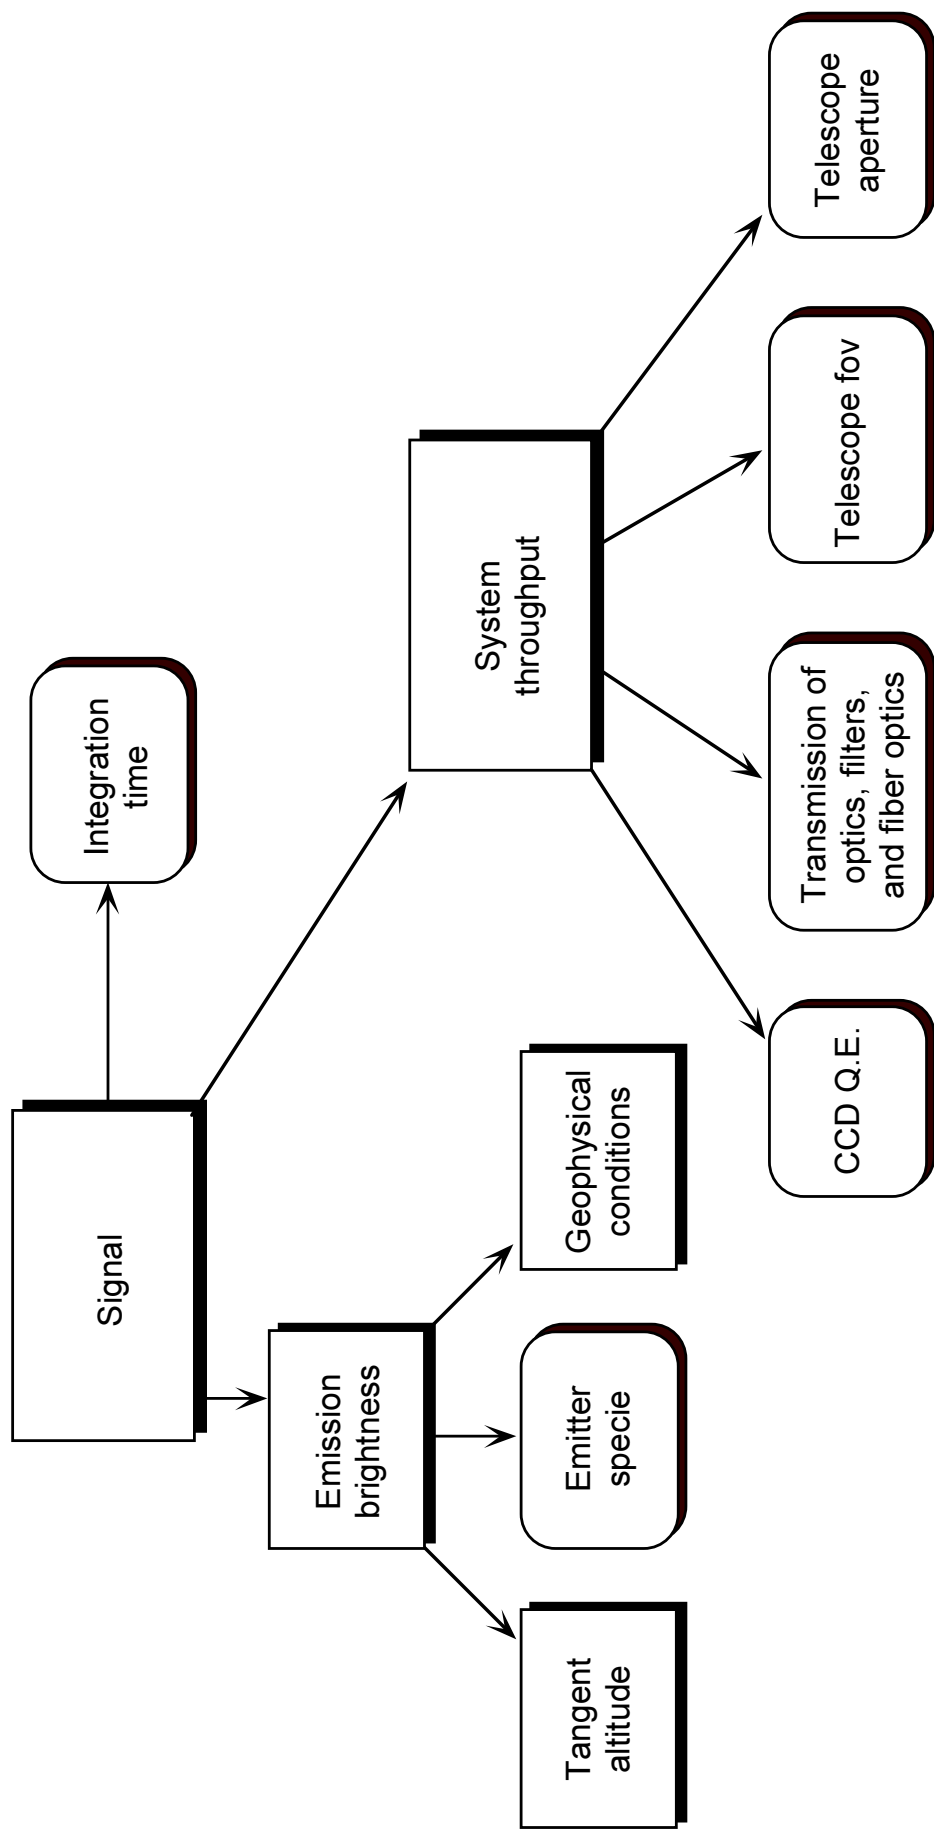 Signal
Integration
time
Emission
brightness
System
throughput
Tangent
altitude
Emitter
specie
Geophysical
conditions
CCD Q.E.
Transmission of
optics, filters,
and fiber optics
Telescope fov
Telescope
aperture